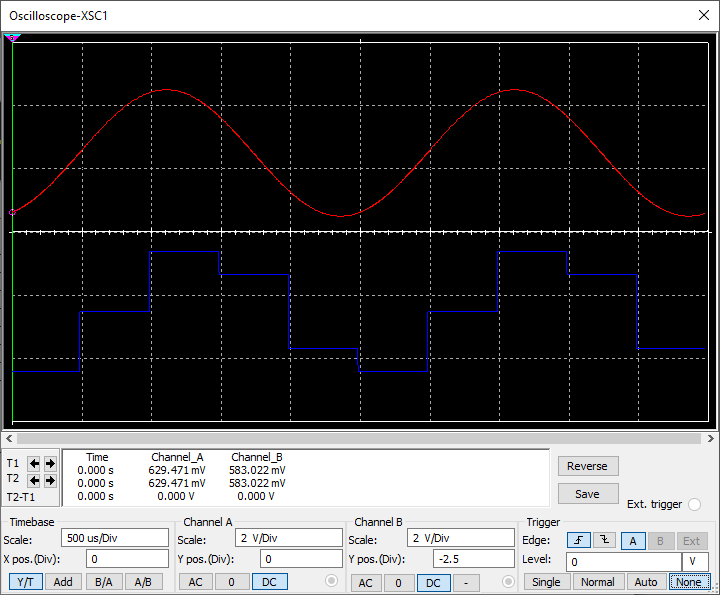 Oscilloscope-XSC1
T1
T2
T2-T1
Time Channel_A Channel_B
0.000 s 629.471 mV 583.022 mV
0.000 s 629.471 mV 583.022 mV
0.000 s 0.000 V 0.000 V
Reverse
Save
Ext. trigger
Timebase
Scale: 500 us/Div
X pos.(Div): 0
Y/T Add B/A A/B
Channel A
Scale: 2 V/Div
Y pos.(Div): 0
AC 0 DC
Channel B
Scale: 2 V/Div
Y pos.(Div): -2.5
AC 0 DC -
Trigger
Edge: A B Ext
Level: 0 V
Single Normal Auto None